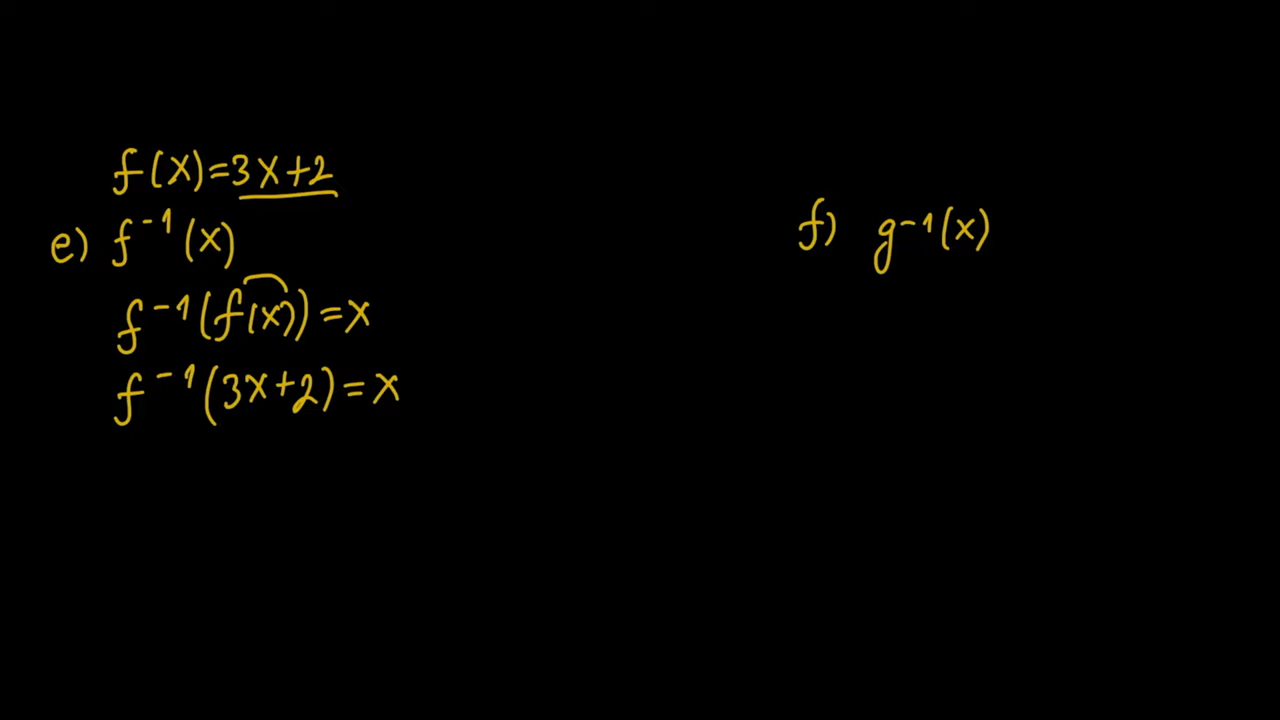 f(x)=3x+2
e) f⁻¹(x)
f⁻¹(f(x))=x
f⁻¹(3x+2)=x
f) g⁻¹(x)